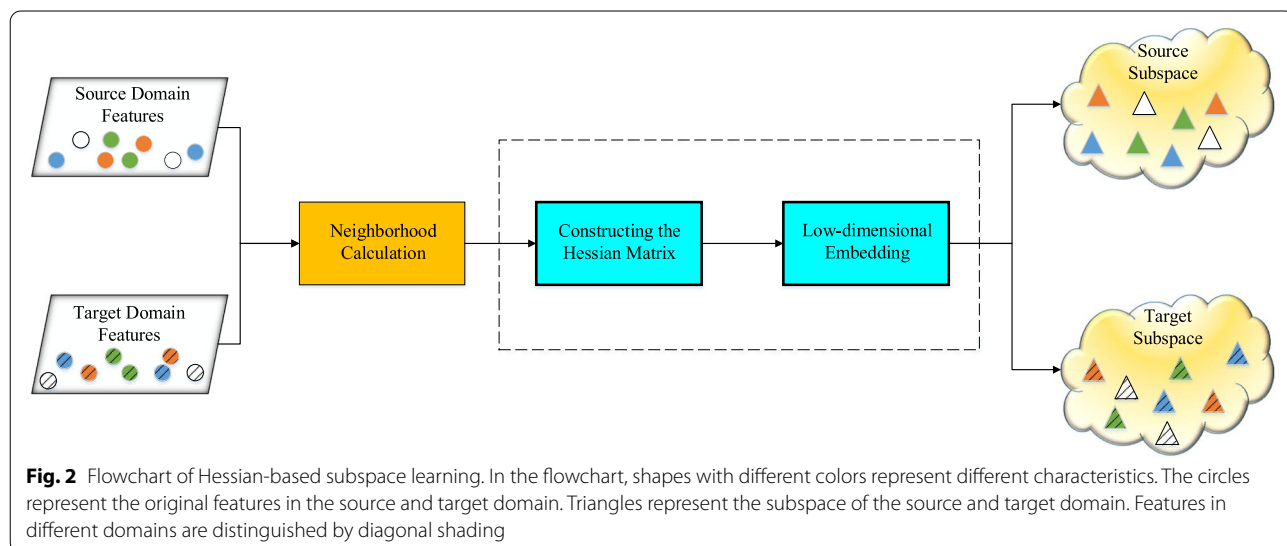 Source Domain
Features
Target Domain
Features
Neighborhood
Calculation
Constructing the
Hessian Matrix
Low-dimensional
Embedding
Source
Subspace
Target
Subspace
Fig. 2 Flowchart of Hessian-based subspace learning. In the flowchart, shapes with different colors represent different characteristics. The circles
represent the original features in the source and target domain. Triangles represent the subspace of the source and target domain. Features in
different domains are distinguished by diagonal shading